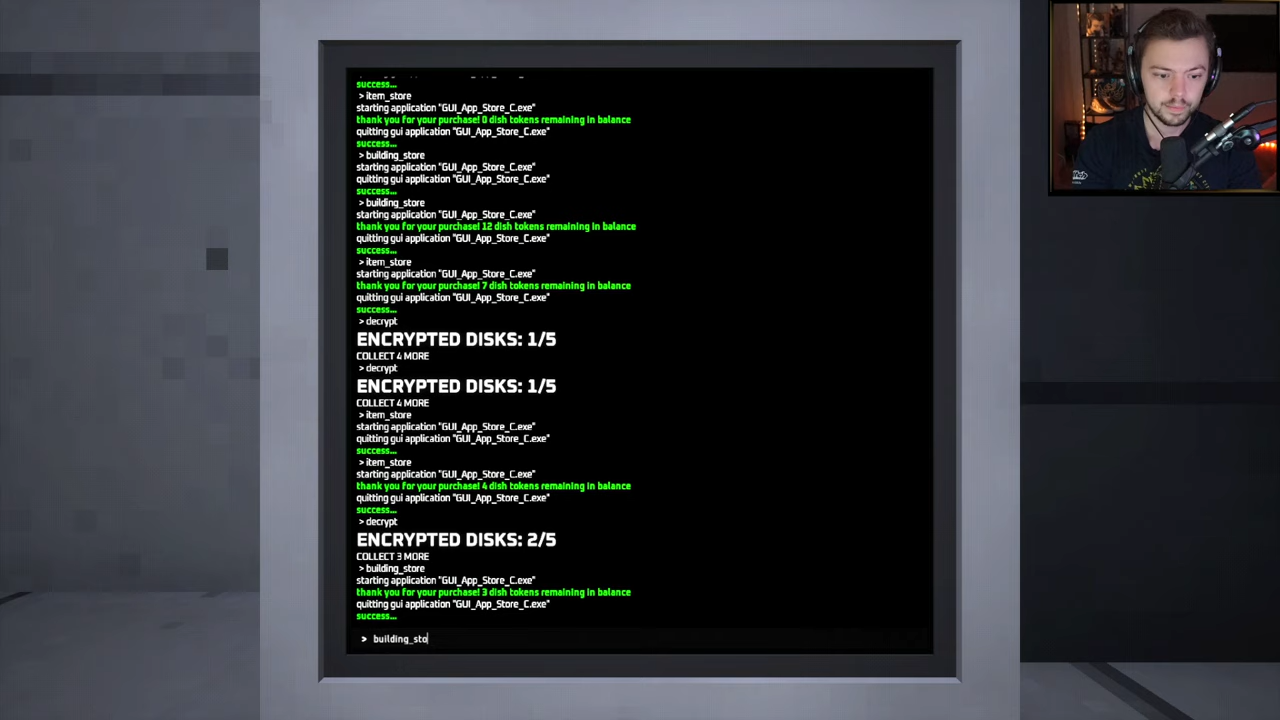 success...
> item_store
starting application "GUI_App_Store_C.exe"
thank you for your purchase! 0 dish tokens remaining in balance
quitting gui application "GUI_App_Store_C.exe"
success...
> building_store
starting application "GUI_App_Store_C.exe"
quitting gui application "GUI_App_Store_C.exe"
success...
> building_store
starting application "GUI_App_Store_C.exe"
thank you for your purchase! 12 dish tokens remaining in balance
quitting gui application "GUI_App_Store_C.exe"
success...
> item_store
starting application "GUI_App_Store_C.exe"
thank you for your purchase! 7 dish tokens remaining in balance
quitting gui application "GUI_App_Store_C.exe"
success...
> decrypt
ENCRYPTED DISKS: 1/5
COLLECT 4 MORE
> decrypt
ENCRYPTED DISKS: 1/5
COLLECT 4 MORE
> item_store
starting application "GUI_App_Store_C.exe"
quitting gui application "GUI_App_Store_C.exe"
success...
> item_store
starting application "GUI_App_Store_C.exe"
thank you for your purchase! 4 dish tokens remaining in balance
quitting gui application "GUI_App_Store_C.exe"
success...
> decrypt
ENCRYPTED DISKS: 2/5
COLLECT 3 MORE
> building_store
starting application "GUI_App_Store_C.exe"
thank you for your purchase! 3 dish tokens remaining in balance
quitting gui application "GUI_App_Store_C.exe"
success...
> building_sto